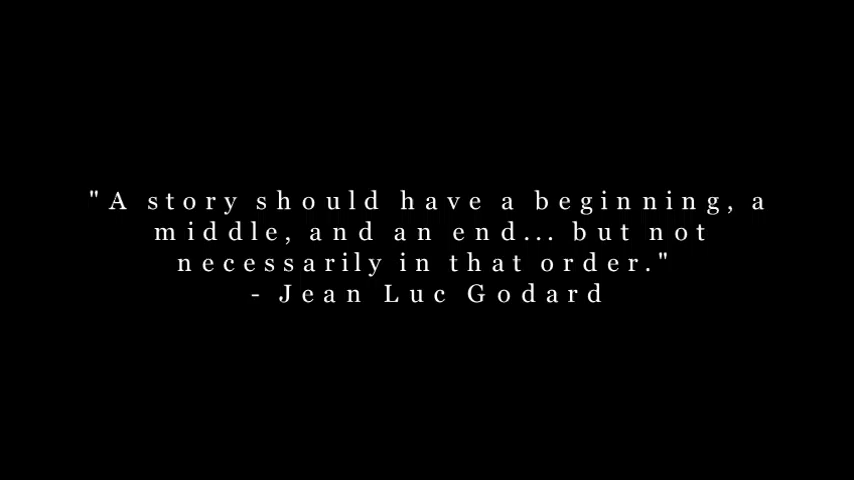 "A story should have a beginning, a
middle, and an end... but not
necessarily in that order."
- Jean Luc Godard